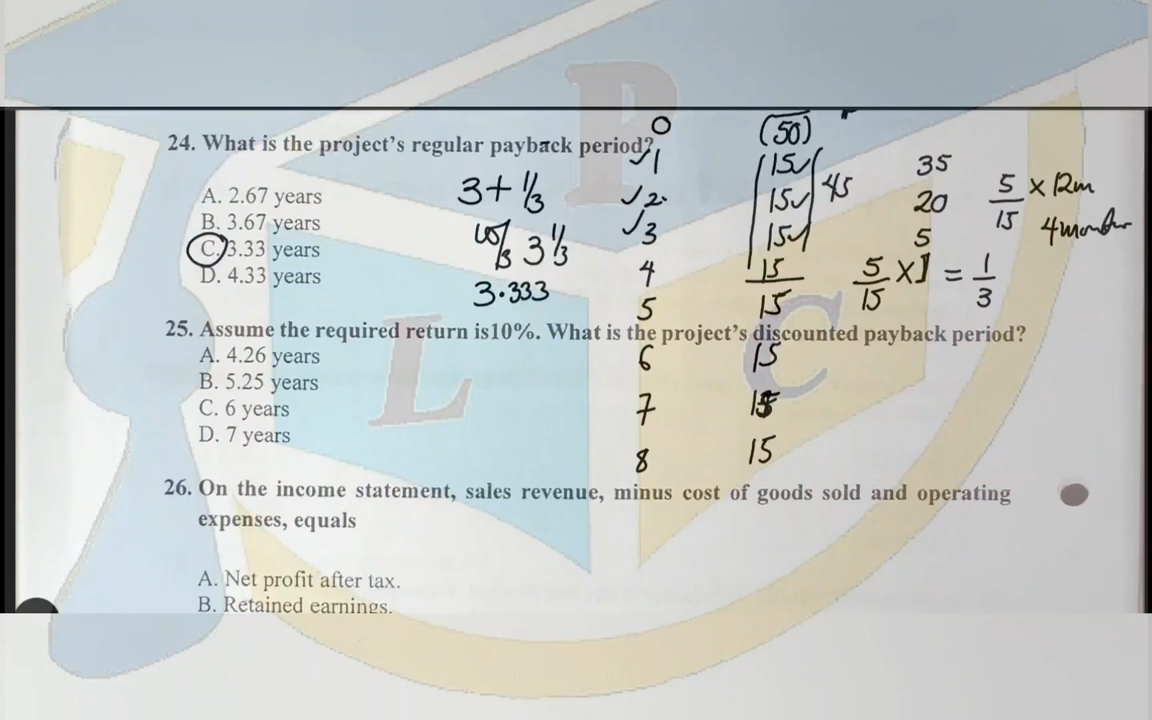 24. What is the project's regular payback period?
A. 2.67 years
B. 3.67 years
C. 3.33 years
D. 4.33 years
3 + 1/3
10/3 3 1/3
3.333
0 (50)
1 15 35
2 15 45 20
3 15 5
4 15
5 15
6 15
7 15
8 15
5/15 x 12m
4 months
5/15 x 1 = 1/3
25. Assume the required return is10%. What is the project's discounted payback period?
A. 4.26 years
B. 5.25 years
C. 6 years
D. 7 years
26. On the income statement, sales revenue, minus cost of goods sold and operating
expenses, equals
A. Net profit after tax.
B. Retained earnings.
P
L
C